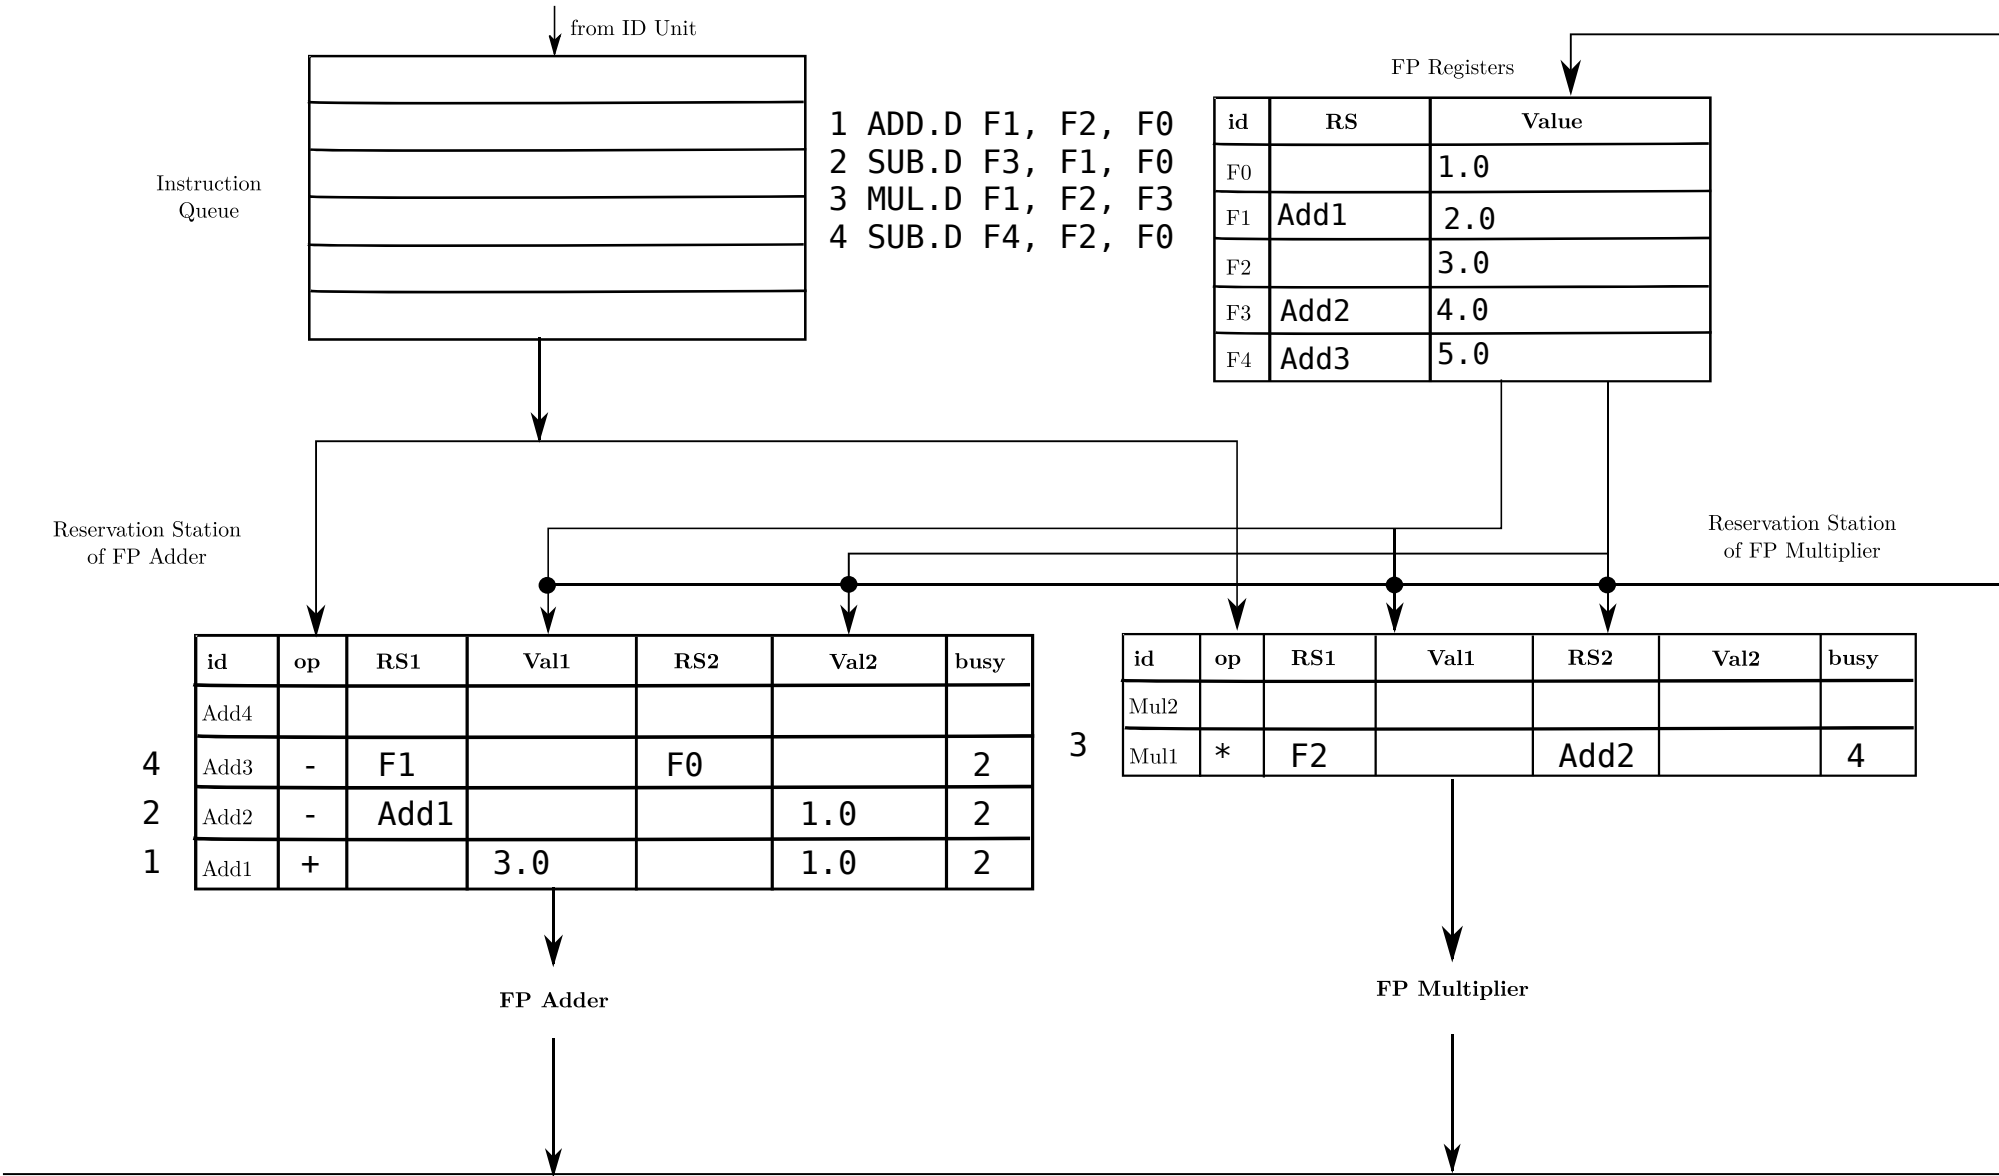 from ID Unit
Instruction
Queue
1 ADD.D F1, F2, F0
2 SUB.D F3, F1, F0
3 MUL.D F1, F2, F3
4 SUB.D F4, F2, F0
FP Registers
id RS Value
F0 1.0
F1 Add1 2.0
F2 3.0
F3 Add2 4.0
F4 Add3 5.0
Reservation Station
of FP Adder
Reservation Station
of FP Multiplier
id op RS1 Val1 RS2 Val2 busy
Add4
4 Add3 - F1 F0 2
2 Add2 - Add1 1.0 2
1 Add1 + 3.0 1.0 2
id op RS1 Val1 RS2 Val2 busy
Mul2
3 Mul1 * F2 Add2 4
FP Adder
FP Multiplier